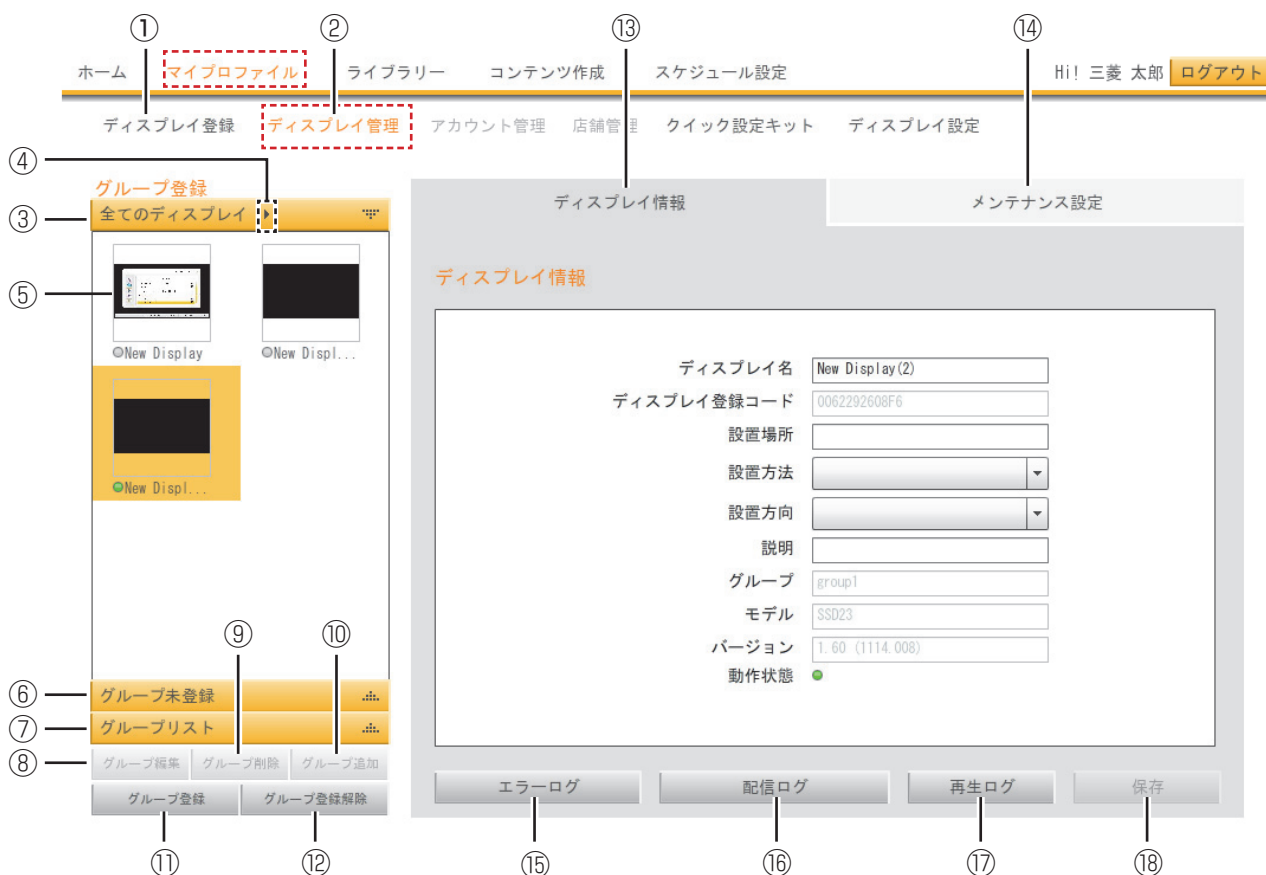 ① ② ⑬ ⑭
ホーム マイプロファイル ライブラリー コンテンツ作成 スケジュール設定 Hi! 三菱 太郎 ログアウト
ディスプレイ登録 ディスプレイ管理 アカウント管理 店舗管理 クイック設定キット ディスプレイ設定
④
グループ登録
③ 全てのディスプレイ
ディスプレイ情報 メンテナンス設定
⑤
New Display New Displ...
New Displ...
ディスプレイ情報
ディスプレイ名 New Display(2)
ディスプレイ登録コード 0062292608F6
設置場所
設置方法
設置方向
説明
グループ group1
モデル SSD23
バージョン 1.60 (1114.008)
動作状態
⑨ ⑩
⑥ グループ未登録
⑦ グループリスト
⑧ グループ編集 グループ削除 グループ追加
グループ登録 グループ登録解除
エラーログ 配信ログ 再生ログ 保存
⑪ ⑫ ⑮ ⑯ ⑰ ⑱